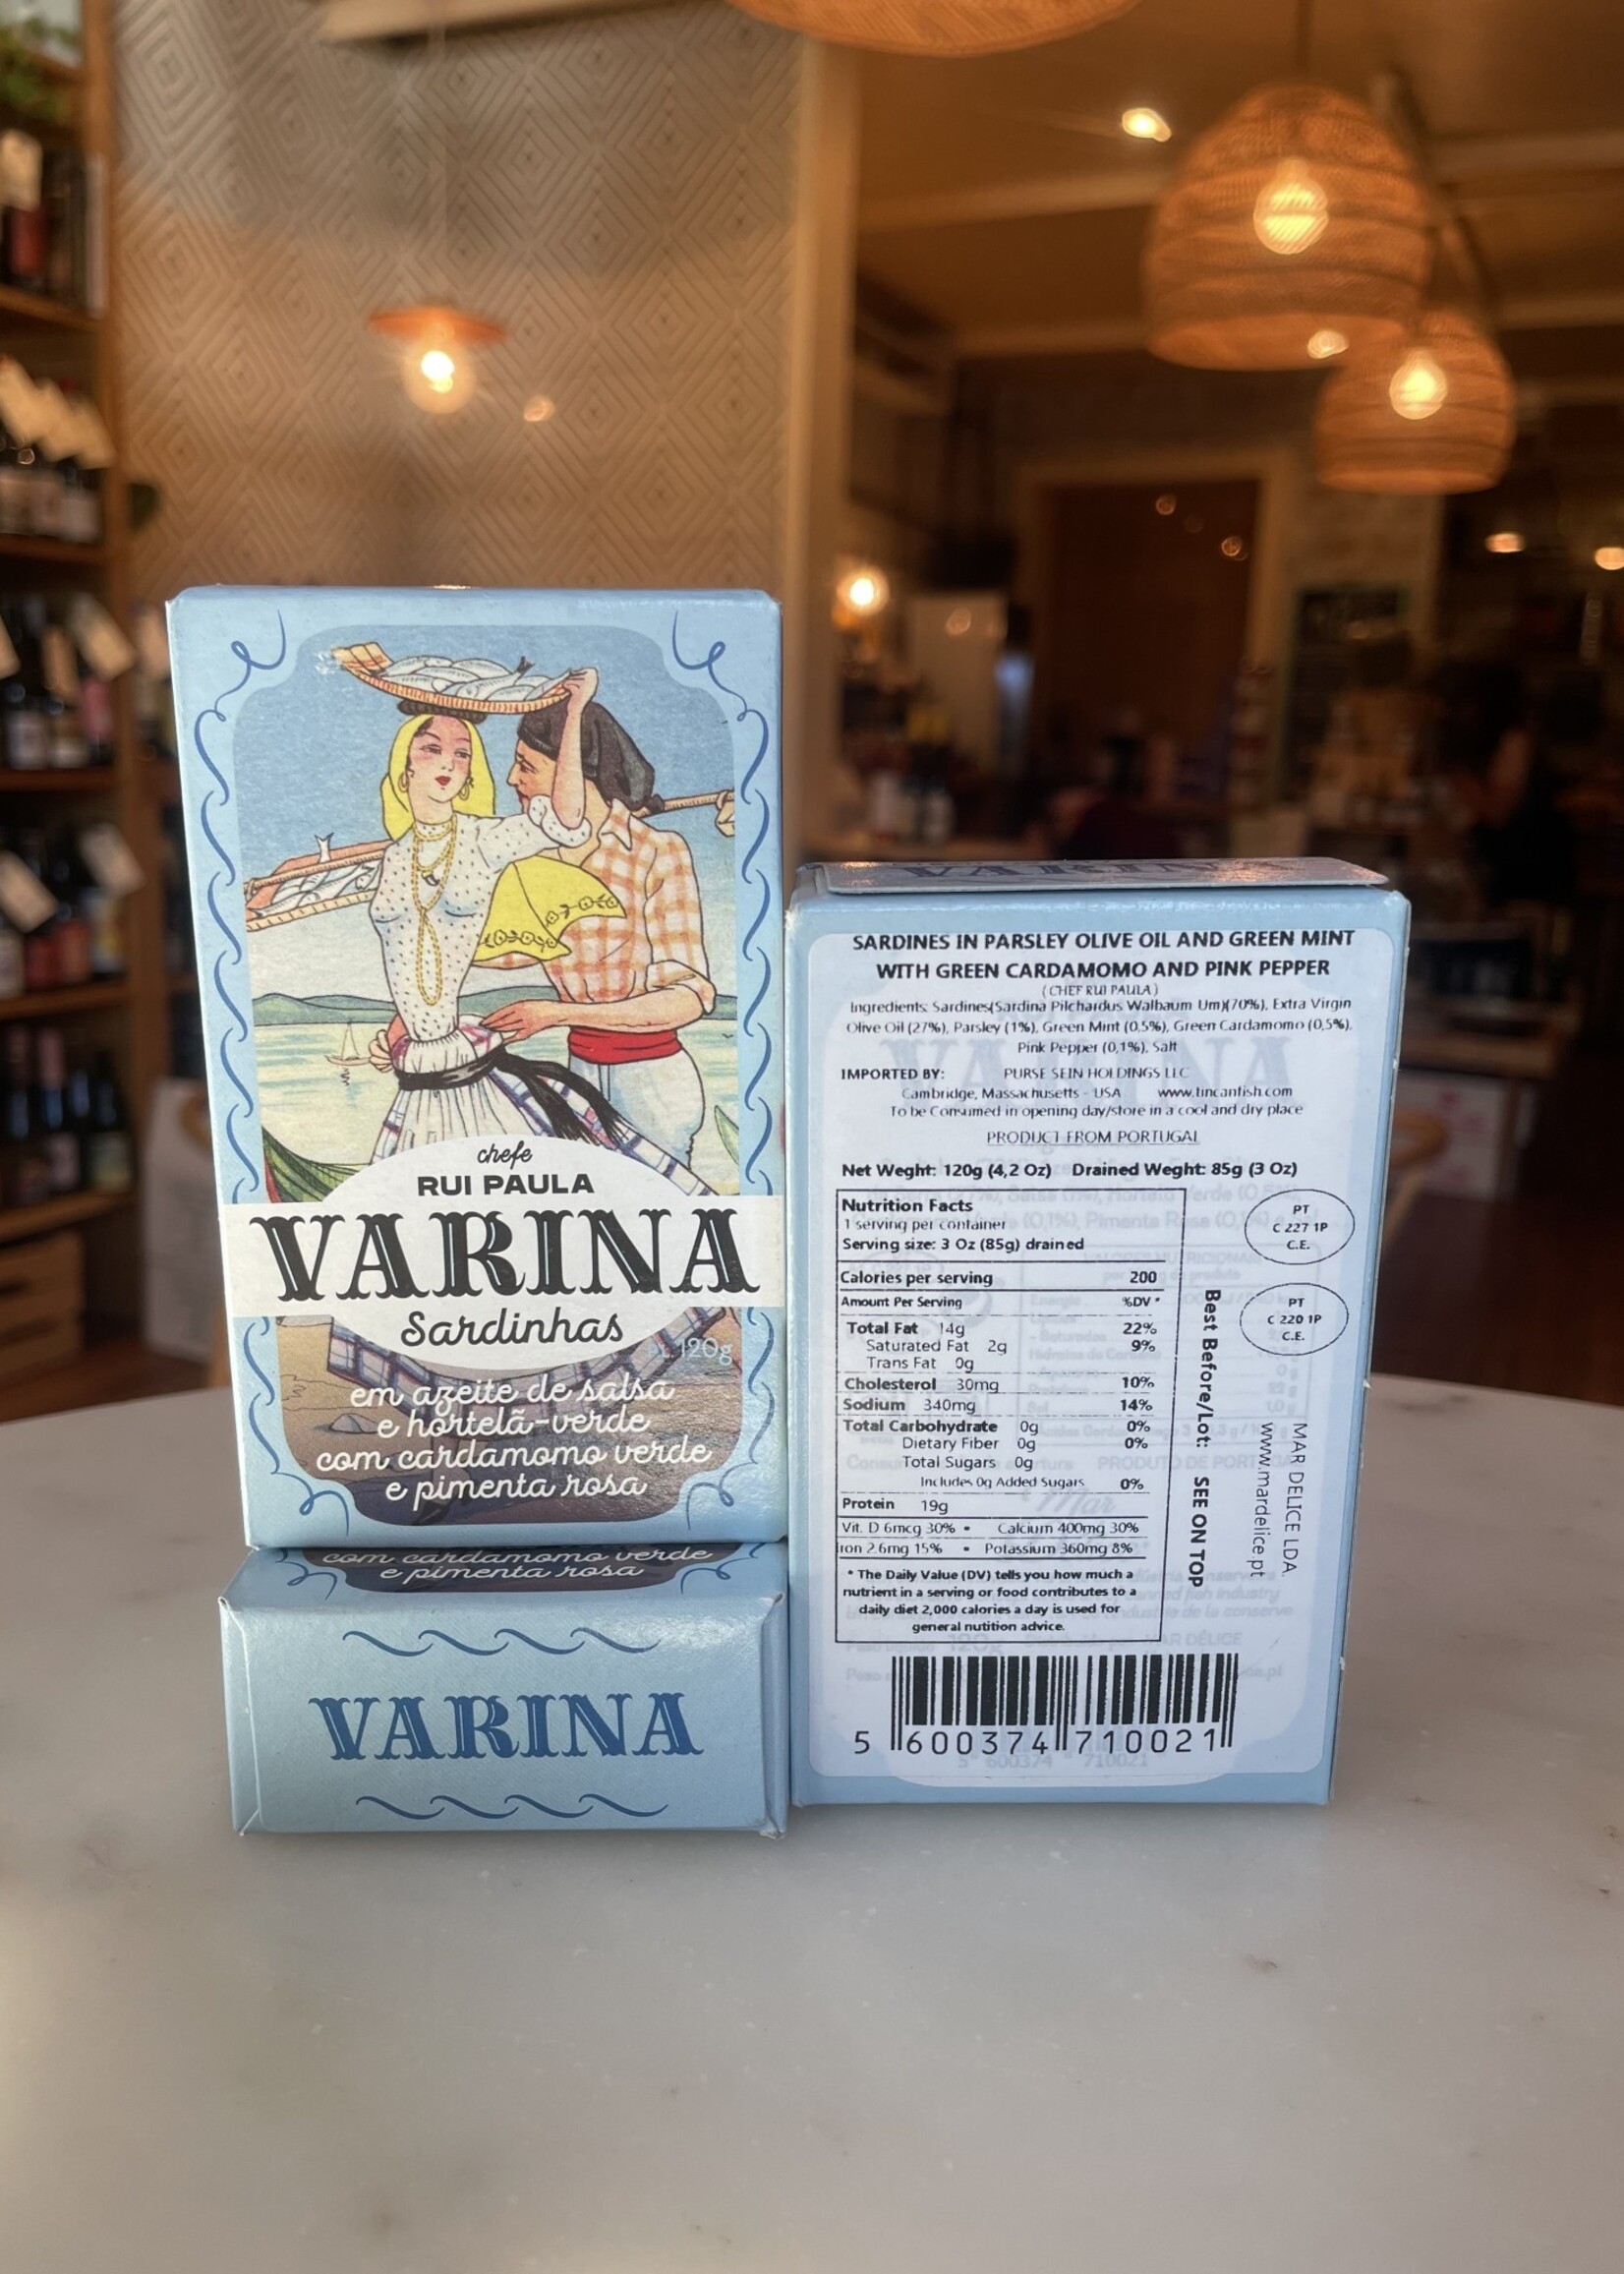 chefe
RUI PAULA
VARINA
Sardinhas
120g
em azeite de salsa
e hortelã-verde
com cardamomo verde
e pimenta rosa
com cardamomo verde
e pimenta rosa
VARINA
VARINA
SARDINES IN PARSLEY OLIVE OIL AND GREEN MINT
WITH GREEN CARDAMOMO AND PINK PEPPER
(CHEF RUI PAULA)
Ingredients: Sardines(Sardina Pilchardus Walbaum Um)(70%), Extra Virgin
Olive Oil (27%), Parsley (1%), Green Mint (0,5%), Green Cardamomo (0,5%),
Pink Pepper (0,1%), Salt
IMPORTED BY: PURSE SEIN HOLDINGS LLC
Cambridge, Massachusetts - USA www.tincanfish.com
To be Consumed in opening day/store in a cool and dry place
PRODUCT FROM PORTUGAL
Net Weght: 120g (4,2 Oz) Drained Weght: 85g (3 Oz)
Nutrition Facts
1 serving per container
Serving size: 3 Oz (85g) drained
Calories per serving 200
Amount Per Serving %DV *
Total Fat 14g 22%
Saturated Fat 2g 9%
Trans Fat 0g
Cholesterol 30mg 10%
Sodium 340mg 14%
Total Carbohydrate 0g 0%
Dietary Fiber 0g 0%
Total Sugars 0g
Includes 0g Added Sugars 0%
Protein 19g
Vit. D 6mcg 30% • Calcium 400mg 30%
Iron 2.6mg 15% • Potassium 360mg 8%
* The Daily Value (DV) tells you how much a
nutrient in a serving or food contributes to a
daily diet 2,000 calories a day is used for
general nutition advice.
PT
C 227 1P
C.E.
PT
C 220 1P
C.E.
Best Before/Lot: SEE ON TOP
MAR DELICE LDA.
www.mardelice.pt
5 600374 710021